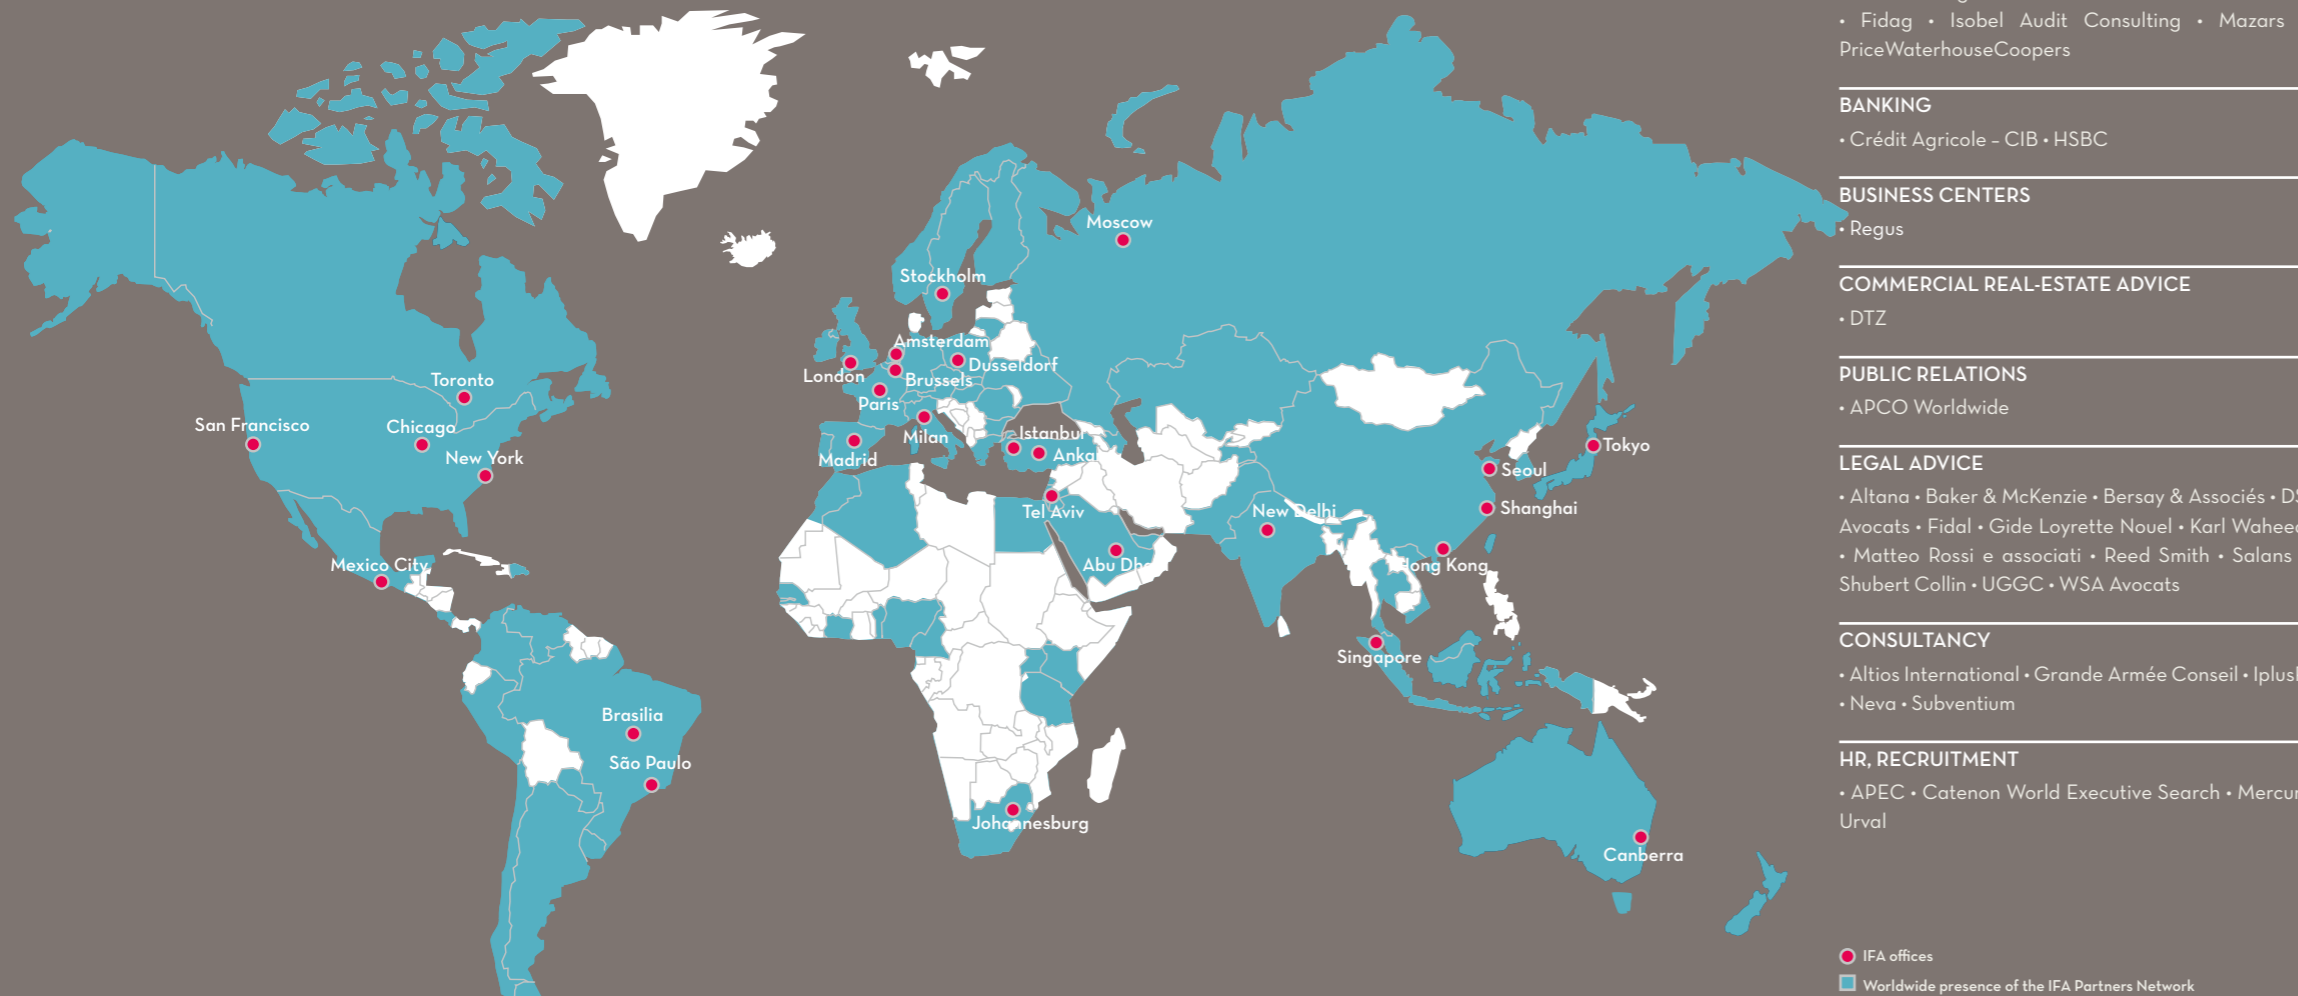 Moscow
Stockholm
Amsterdam
Dusseldorf
London
Brussels
Paris
Milan
Madrid
Istanbul
Tel Aviv
Toronto
San Francisco
Chicago
New York
Mexico City
Brasilia
São Paulo
Johannesburg
New Delhi
Abu
Tokyo
Seoul
Shanghai
Hong Kong
Singapore
Canberra
• Fidag • Isobel Audit Consulting • Mazars
PriceWaterhouseCoopers
BANKING
• Crédit Agricole – CIB • HSBC
BUSINESS CENTERS
• Regus
COMMERCIAL REAL-ESTATE ADVICE
• DTZ
PUBLIC RELATIONS
• APCO Worldwide
LEGAL ADVICE
• Altana • Baker & McKenzie • Bersay & Associés •
Avocats • Fidal • Gide Loyrette Nouel • Karl
• Matteo Rossi e associati • Reed Smith • Salans
Shubert Collin • UGGC • WSA Avocats
CONSULTANCY
• Altios International • Grande Armée Conseil •
• Neva • Subventium
HR, RECRUITMENT
• APEC • Catenon World Executive Search •
Urval
IFA offices
Worldwide presence of the IFA Partners Network